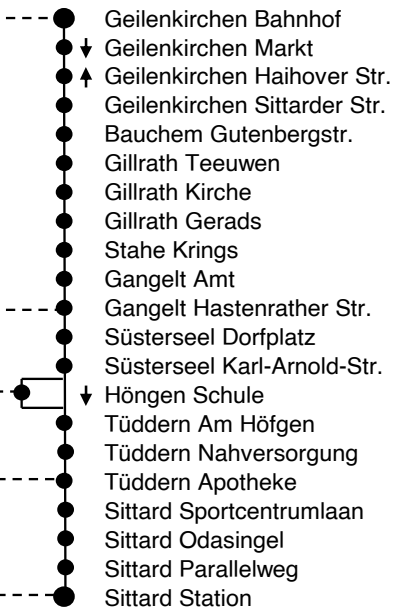 Geilenkirchen Bahnhof
Geilenkirchen Markt
Geilenkirchen Haihover Str.
Geilenkirchen Sittarder Str.
Bauchem Gutenbergstr.
Gillrath Teeuwen
Gillrath Kirche
Gillrath Gerads
Stahe Krings
Gangelt Amt
Gangelt Hastenrather Str.
Süsterseel Dorfplatz
Süsterseel Karl-Arnold-Str.
Höngen Schule
Tüddern Am Höfgen
Tüddern Nahversorgung
Tüddern Apotheke
Sittard Sportcentrumlaan
Sittard Odasingel
Sittard Parallelweg
Sittard Station